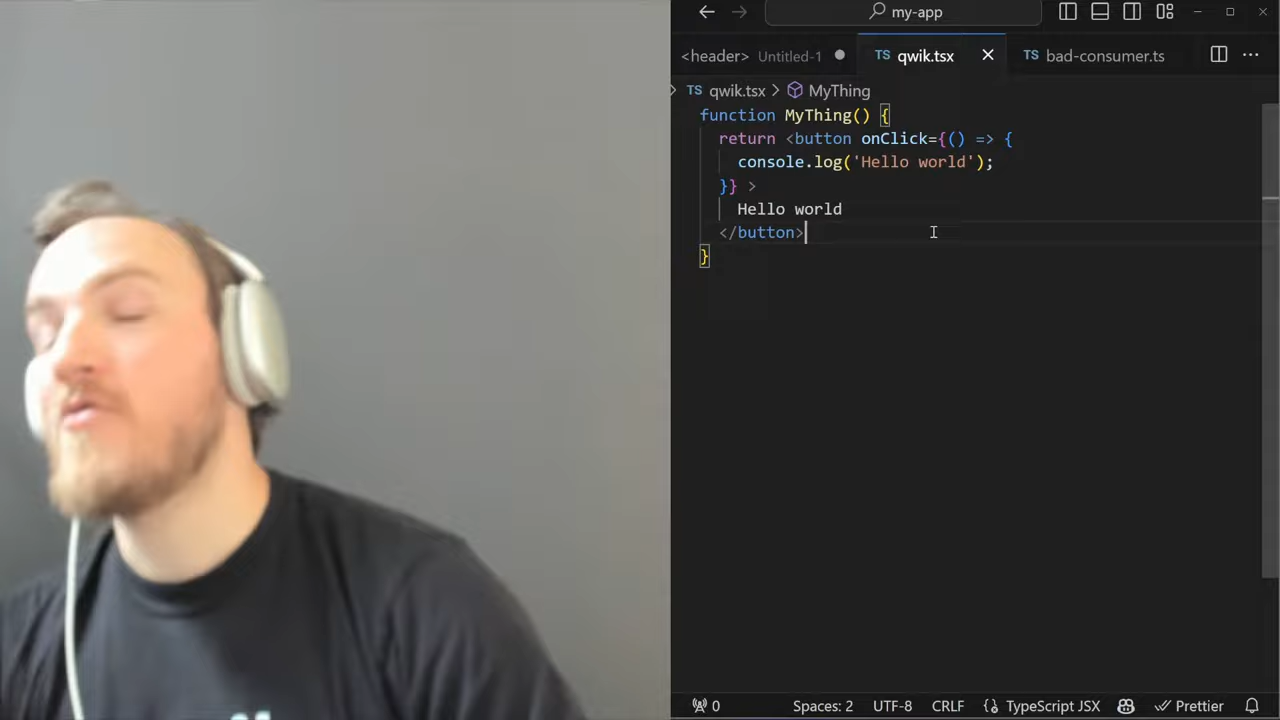 my-app
<header> Untitled-1
TS qwik.tsx
TS bad-consumer.ts
TS qwik.tsx > MyThing
function MyThing() {
return <button onClick={() => {
console.log('Hello world');
}} >
Hello world
</button>
}
0 Spaces: 2 UTF-8 CRLF {} TypeScript JSX Prettier